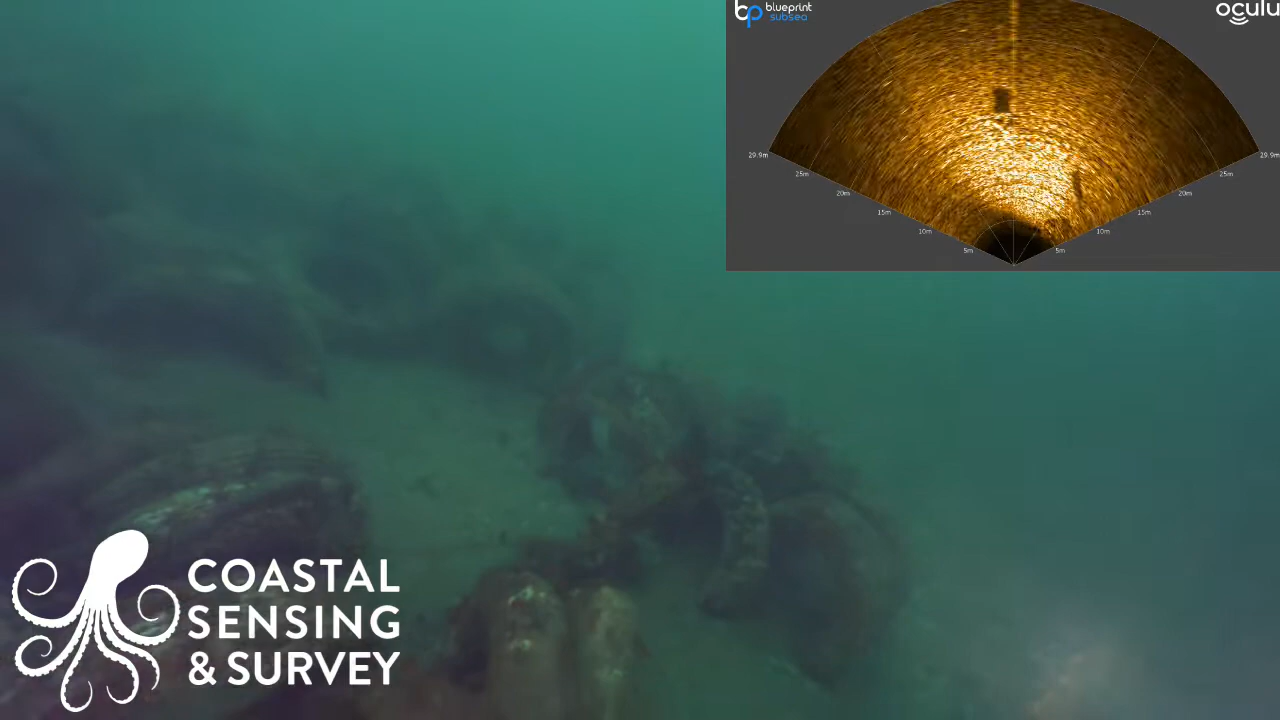 blueprint
subsea
oculu
29.9m
29.9m
25m
25m
20m
20m
15m
15m
10m
10m
5m
5m
COASTAL
SENSING
& SURVEY